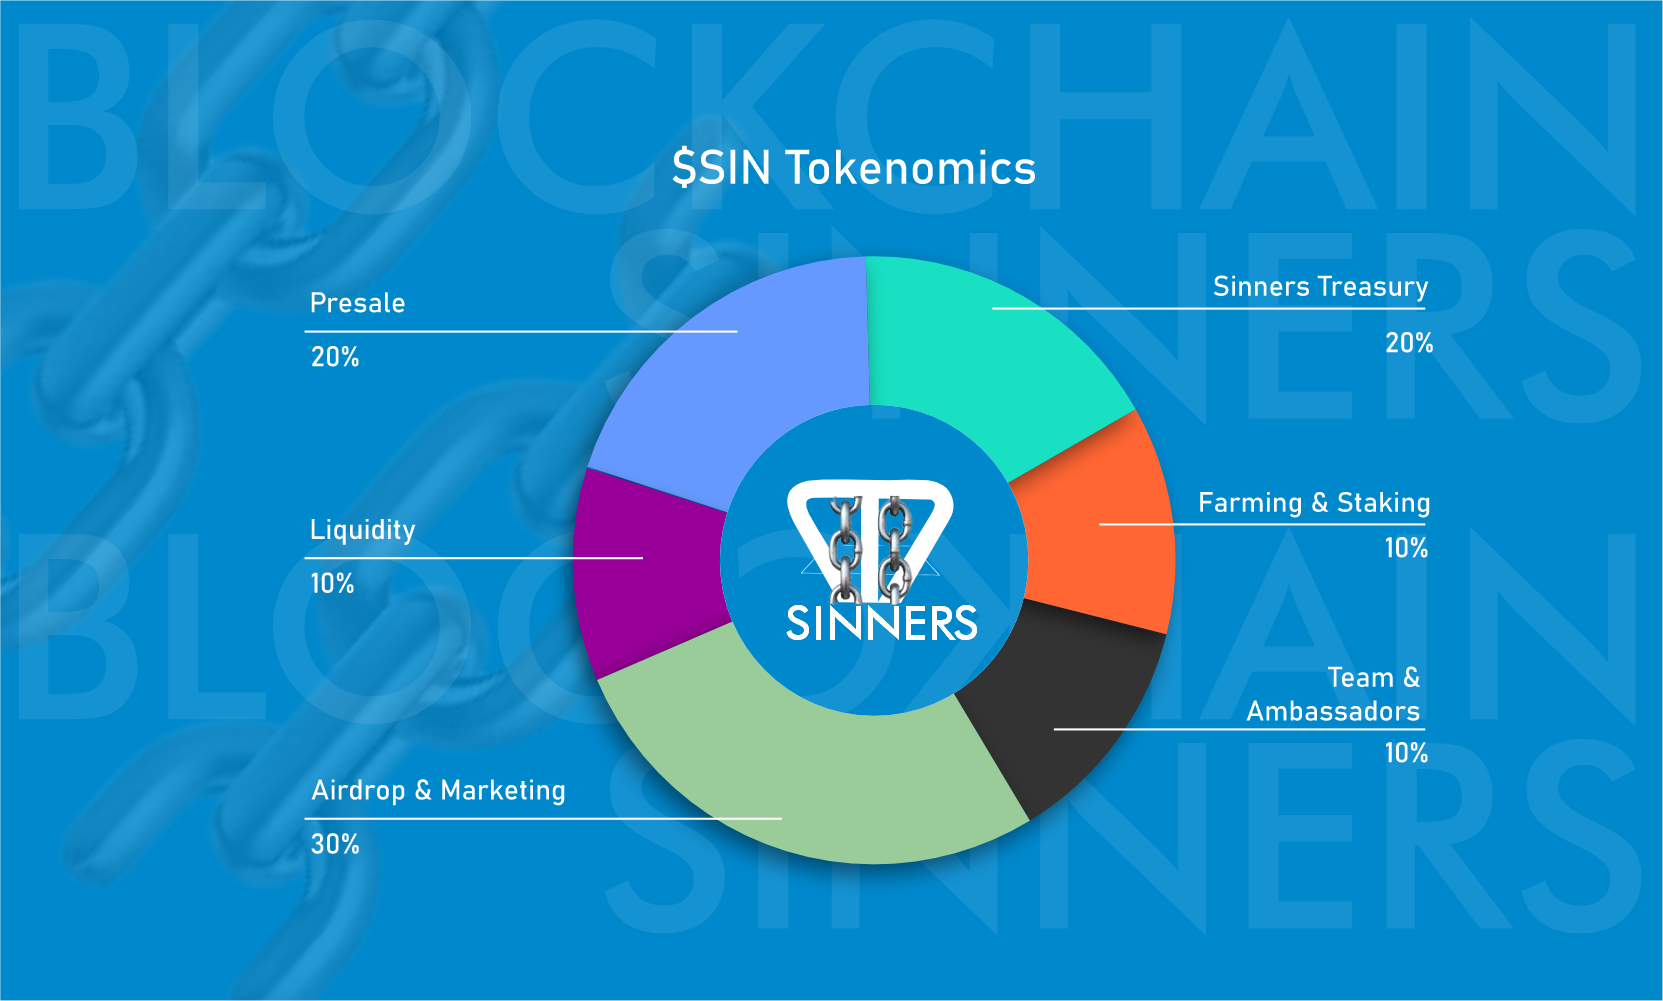 BLOCKCHAIN
SINNERS
$SIN Tokenomics
Presale
20%
Liquidity
10%
Airdrop & Marketing
30%
Sinners Treasury
20%
Farming & Staking
10%
Team &
Ambassadors
10%
SINNERS
BLOCKCHAIN
SINNERS